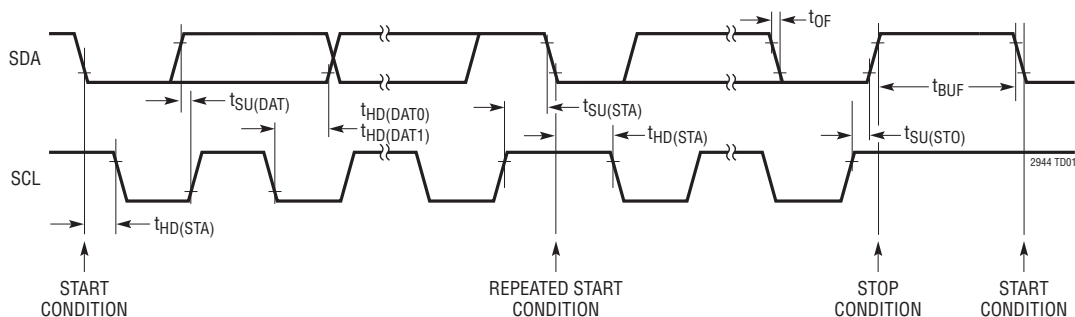 SDA
tOF
tSU(DAT)
tHD(DAT0)
tHD(DAT1)
tSU(STA)
tHD(STA)
tBUF
tSU(STO)
2944 TD01
SCL
tHD(STA)
START
CONDITION
REPEATED START
CONDITION
STOP
CONDITION
START
CONDITION